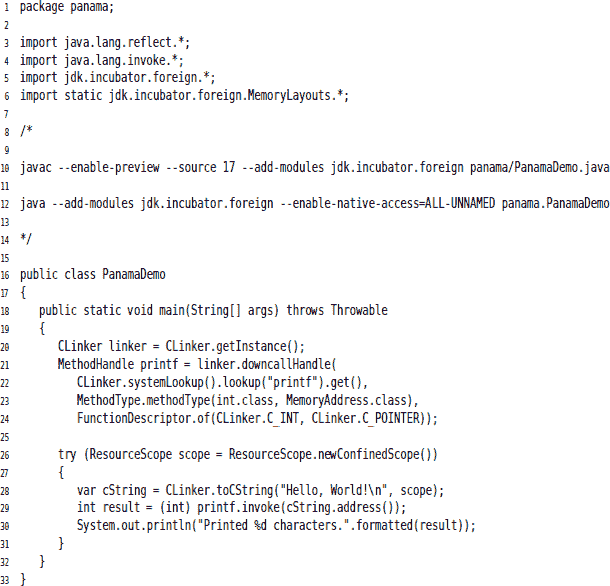 1 package panama;
2
3 import java.lang.reflect.*;
4 import java.lang.invoke.*;
5 import jdk.incubator.foreign.*;
6 import static jdk.incubator.foreign.MemoryLayouts.*;
7
8 /*
9
10 javac --enable-preview --source 17 --add-modules jdk.incubator.foreign panama/PanamaDemo.java
11
12 java --add-modules jdk.incubator.foreign --enable-native-access=ALL-UNNAMED panama.PanamaDemo
13
14 */
15
16 public class PanamaDemo
17 {
18    public static void main(String[] args) throws Throwable
19    {
20       CLinker linker = CLinker.getInstance();
21       MethodHandle printf = linker.downcallHandle(
22          CLinker.systemLookup().lookup("printf").get(),
23          MethodType.methodType(int.class, MemoryAddress.class),
24          FunctionDescriptor.of(CLinker.C_INT, CLinker.C_POINTER));
25
26       try (ResourceScope scope = ResourceScope.newConfinedScope())
27       {
28          var cString = CLinker.toCString("Hello, World!\n", scope);
29          int result = (int) printf.invoke(cString.address());
30          System.out.println("Printed %d characters.".formatted(result));
31       }
32    }
33 }